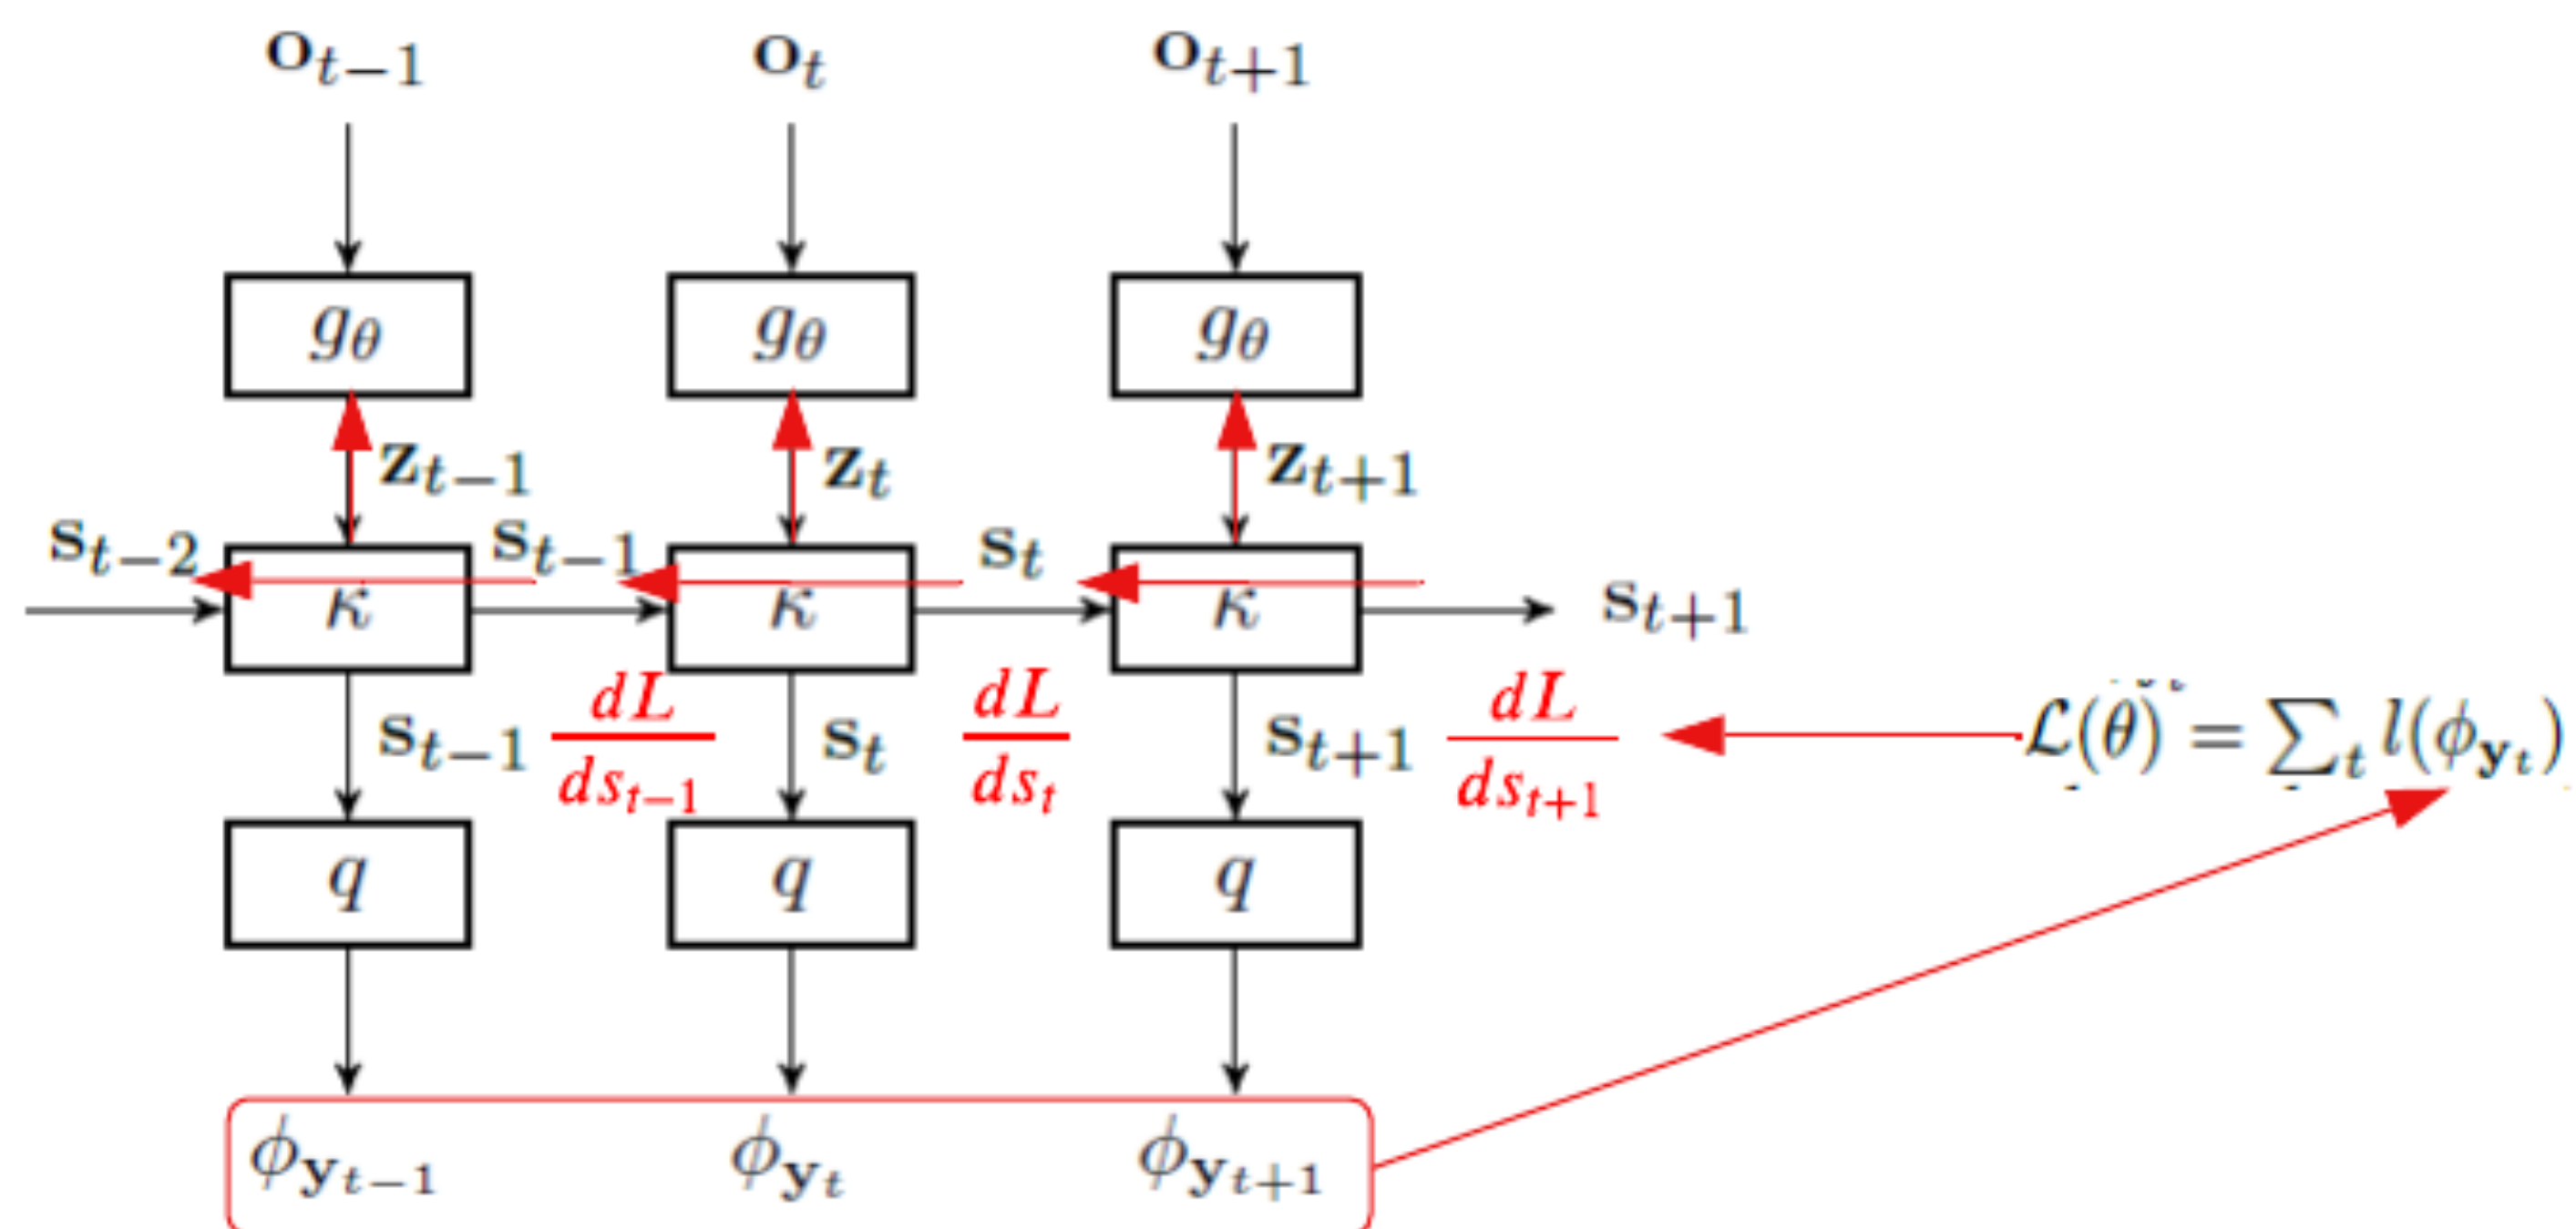 o_{t-1} o_t o_{t+1}
g_θ g_θ g_θ
z_{t-1} z_t z_{t+1}
s_{t-2} s_{t-1} s_t
κ κ κ s_{t+1}
s_{t-1} dL/ds_{t-1} s_t dL/ds_t s_{t+1} dL/ds_{t+1} ℒ(θ) = ∑_t l(ϕ_{y_t})
q q q
ϕ_{y_{t-1}} ϕ_{y_t} ϕ_{y_{t+1}}